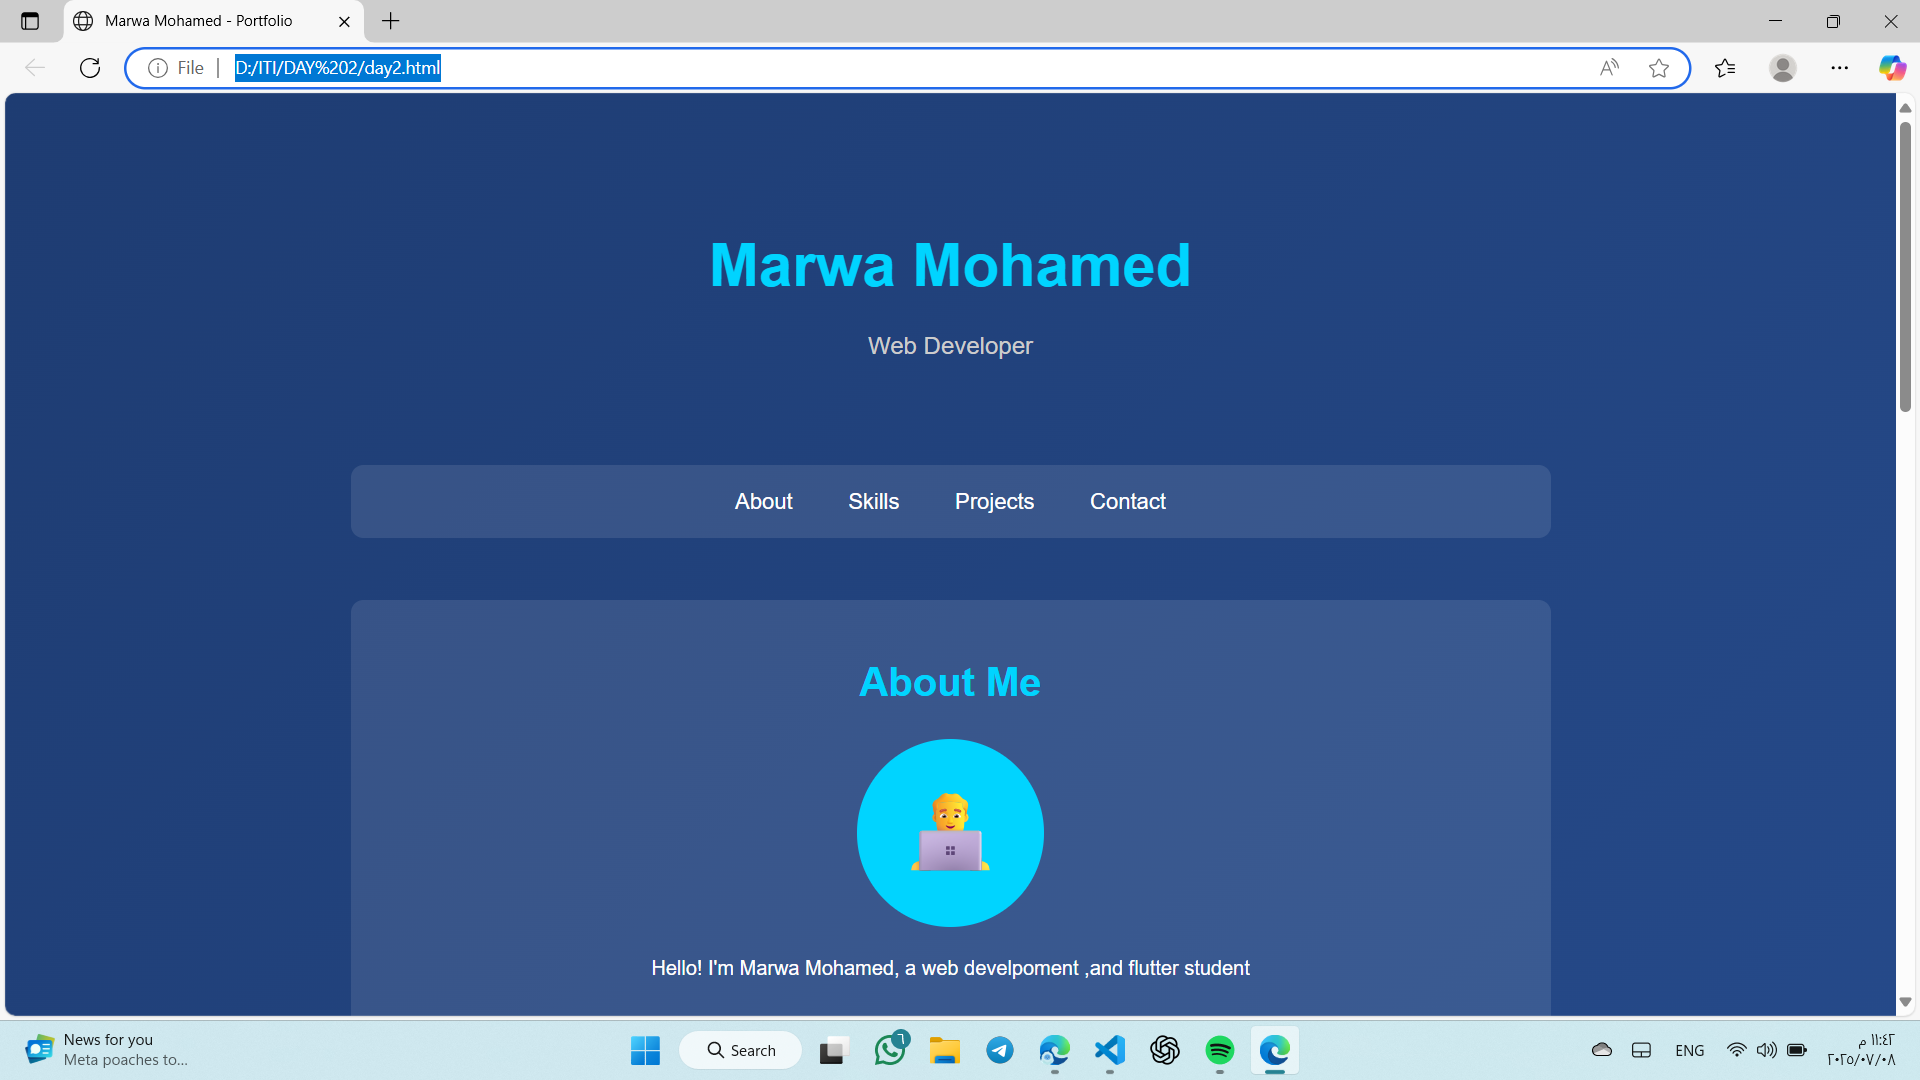 Marwa Mohamed - Portfolio
File
D:/ITI/DAY%202/day2.html
Marwa Mohamed
Web Developer
About Skills Projects Contact
About Me
Hello! I'm Marwa Mohamed, a web develpoment ,and flutter student
News for you
Meta poaches to...
Search
٦
ENG
١١:٤٣ م
٢٠٢٥/٠٧/٠٨